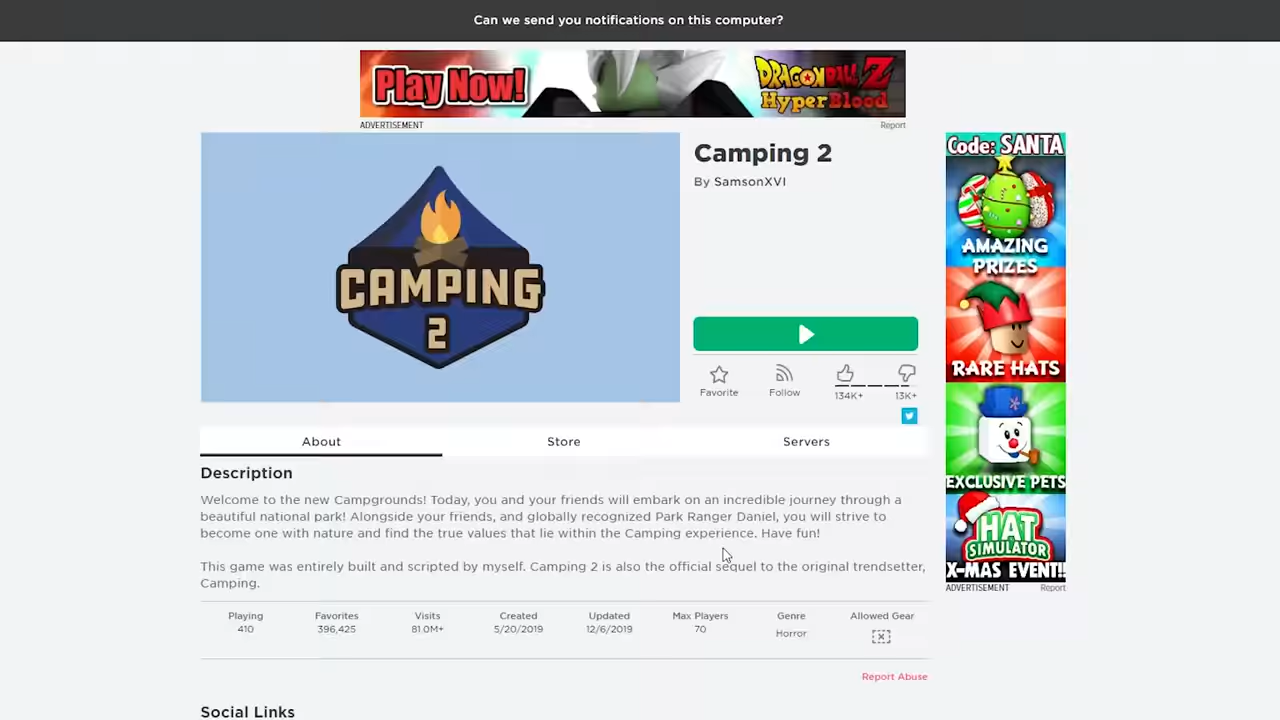 Can we send you notifications on this computer?
Play Now!
DRAGON BALL Z
HyperBlood
ADVERTISEMENT
Report
Camping 2
By SamsonXVI
CAMPING
2
Favorite
Follow
134K+
13K+
Code: SANTA
AMAZING
PRIZES
RARE HATS
EXCLUSIVE PETS
HAT
SIMULATOR
X-MAS EVENT!!
ADVERTISEMENT
Report
About
Store
Servers
Description
Welcome to the new Campgrounds! Today, you and your friends will embark on an incredible journey through a
beautiful national park! Alongside your friends, and globally recognized Park Ranger Daniel, you will strive to
become one with nature and find the true values that lie within the Camping experience. Have fun!
This game was entirely built and scripted by myself. Camping 2 is also the official sequel to the original trendsetter,
Camping.
Playing
Favorites
Visits
Created
Updated
Max Players
Genre
Allowed Gear
410
396,425
81.0M+
5/20/2019
12/6/2019
70
Horror
Report Abuse
Social Links